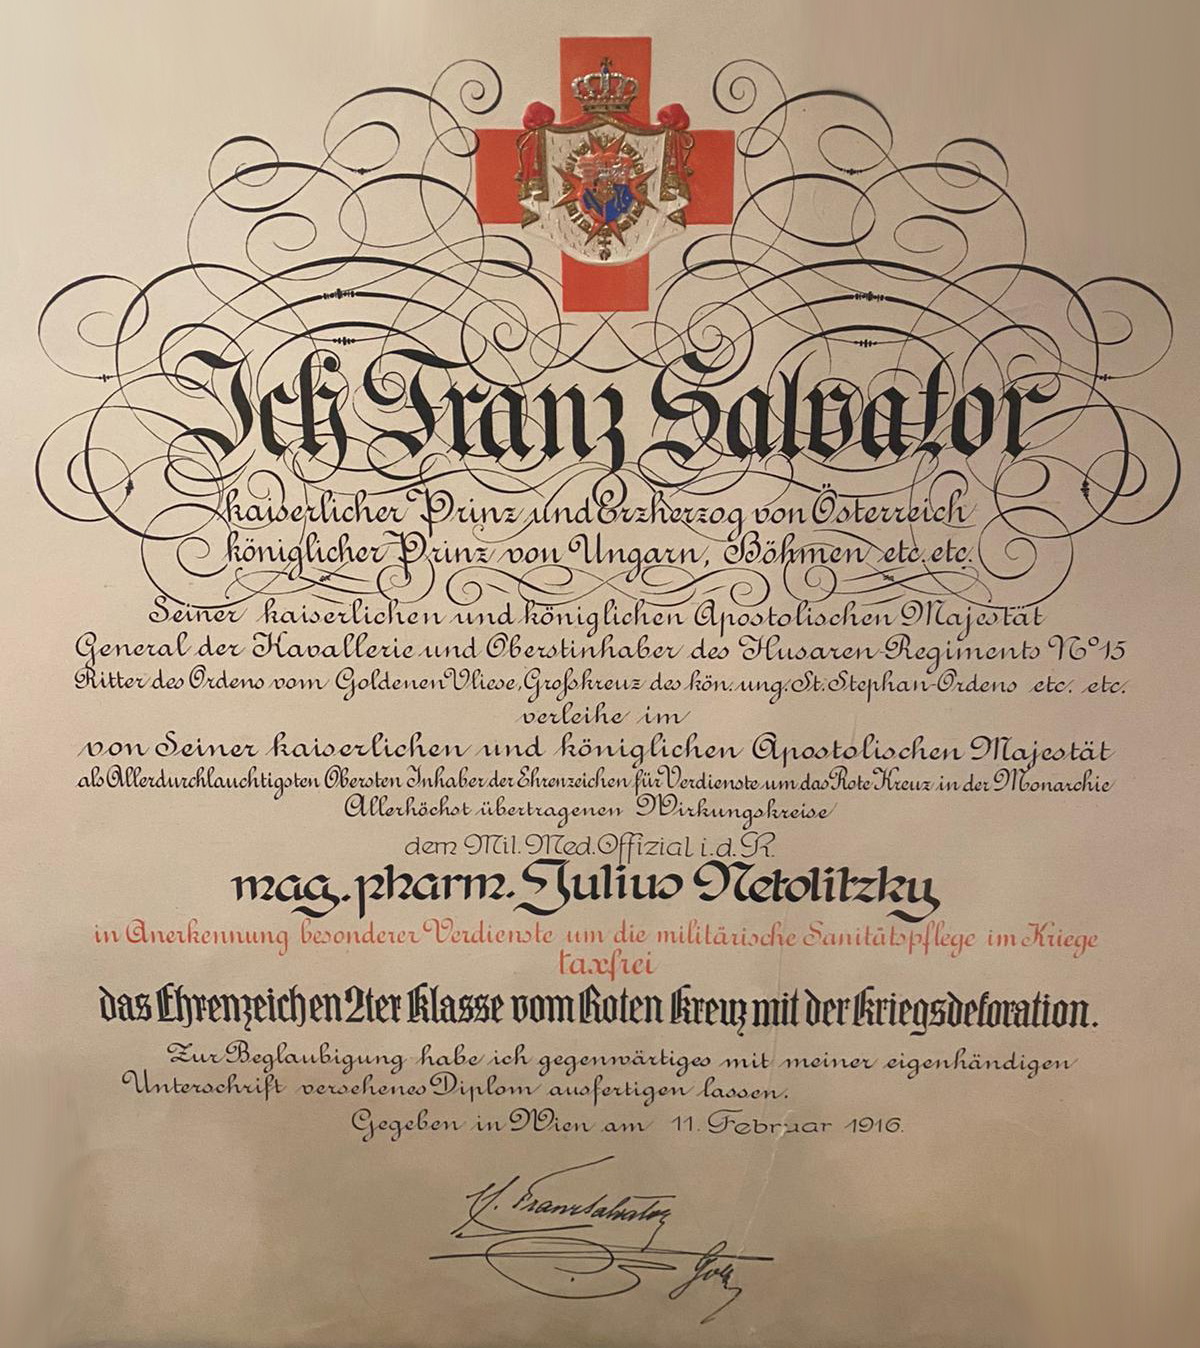 Ich Franz Salvator
kaiserlicher Prinz und Erzherzog von Österreich
königlicher Prinz von Ungarn, Böhmen etc. etc.
Seiner kaiserlichen und königlichen Apostolischen Majestät
General der Kavallerie und Oberstinhaber des Husaren-Regiments No 15
Ritter des Ordens vom Goldenen Vliese, Großkreuz des kön. ung. St. Stephan-Ordens etc. etc.
verleihe im
von Seiner kaiserlichen und königlichen Apostolischen Majestät
als Allerdurchlauchtigsten Obersten Inhaber der Ehrenzeichen für Verdienste um das Rote Kreuz in der Monarchie
Allerhöchst übertragenen Wirkungskreise
dem Mil. Med. Offizial i. d. R.
mag. pharm. Julius Netolitzky
in Anerkennung besonderer Verdienste um die militärische Sanitätspflege im Kriege
taxfrei
das Ehrenzeichen 2ter Klasse vom Roten Kreuz mit der Kriegsdekoration.
Zur Beglaubigung habe ich gegenwärtiges mit meiner eigenhändigen
Unterschrift versehenes Diplom ausfertigen lassen.
Gegeben in Wien am 11. Februar 1916.
Franz Salvator